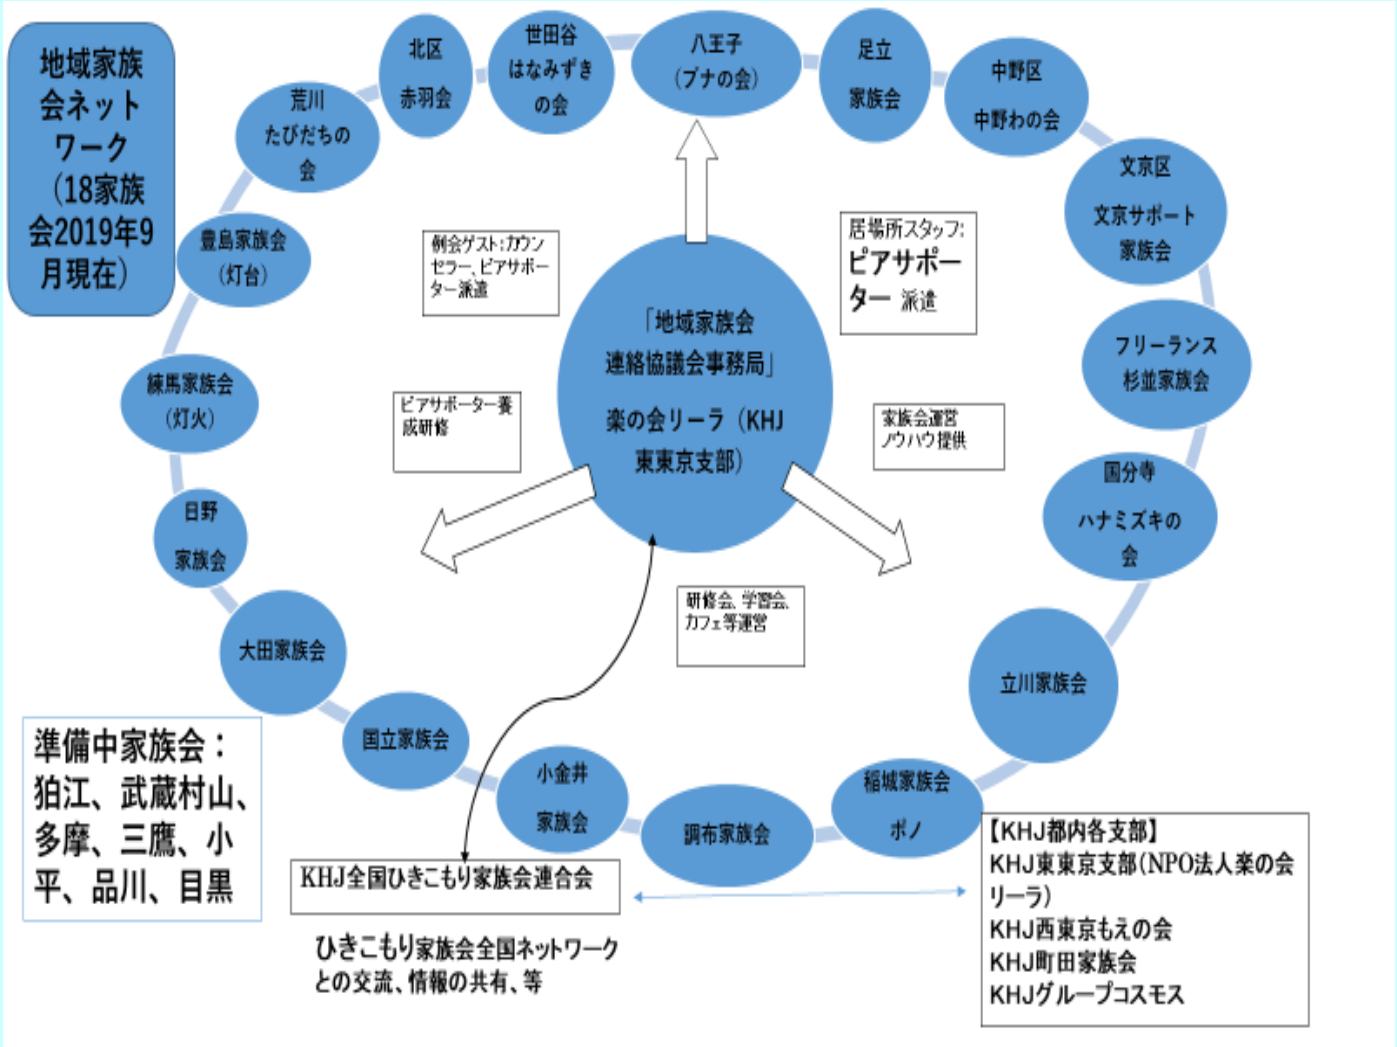 地域家族
会ネット
ワーク
（18家族
会2019年9
月現在）
北区
赤羽会
世田谷
はなみずき
の会
八王子
（ブナの会）
足立
家族会
中野区
中野わの会
文京区
文京サポート
家族会
フリーランス
杉並家族会
国分寺
ハナミズキの
会
立川家族会
稲城家族会
ポノ
調布家族会
小金井
家族会
国立家族会
大田家族会
日野
家族会
練馬家族会
（灯火）
豊島家族会
（灯台）
荒川
たびだちの
会
例会ゲスト：カウン
セラー、ピアサポー
ター派遣
居場所スタッフ：
ピアサポー
ター 派遣
「地域家族会
連絡協議会事務局」
楽の会リーラ（KHJ
東東京支部）
ピアサポーター養
成研修
家族会運営
ノウハウ提供
研修会、学習会、
カフェ等運営
準備中家族会：
狛江、武蔵村山、
多摩、三鷹、小
平、品川、目黒
KHJ全国ひきこもり家族会連合会
ひきこもり家族会全国ネットワーク
との交流、情報の共有、等
【KHJ都内各支部】
KHJ東東京支部（NPO法人楽の会
リーラ）
KHJ西東京もえの会
KHJ町田家族会
KHJグループコスモス